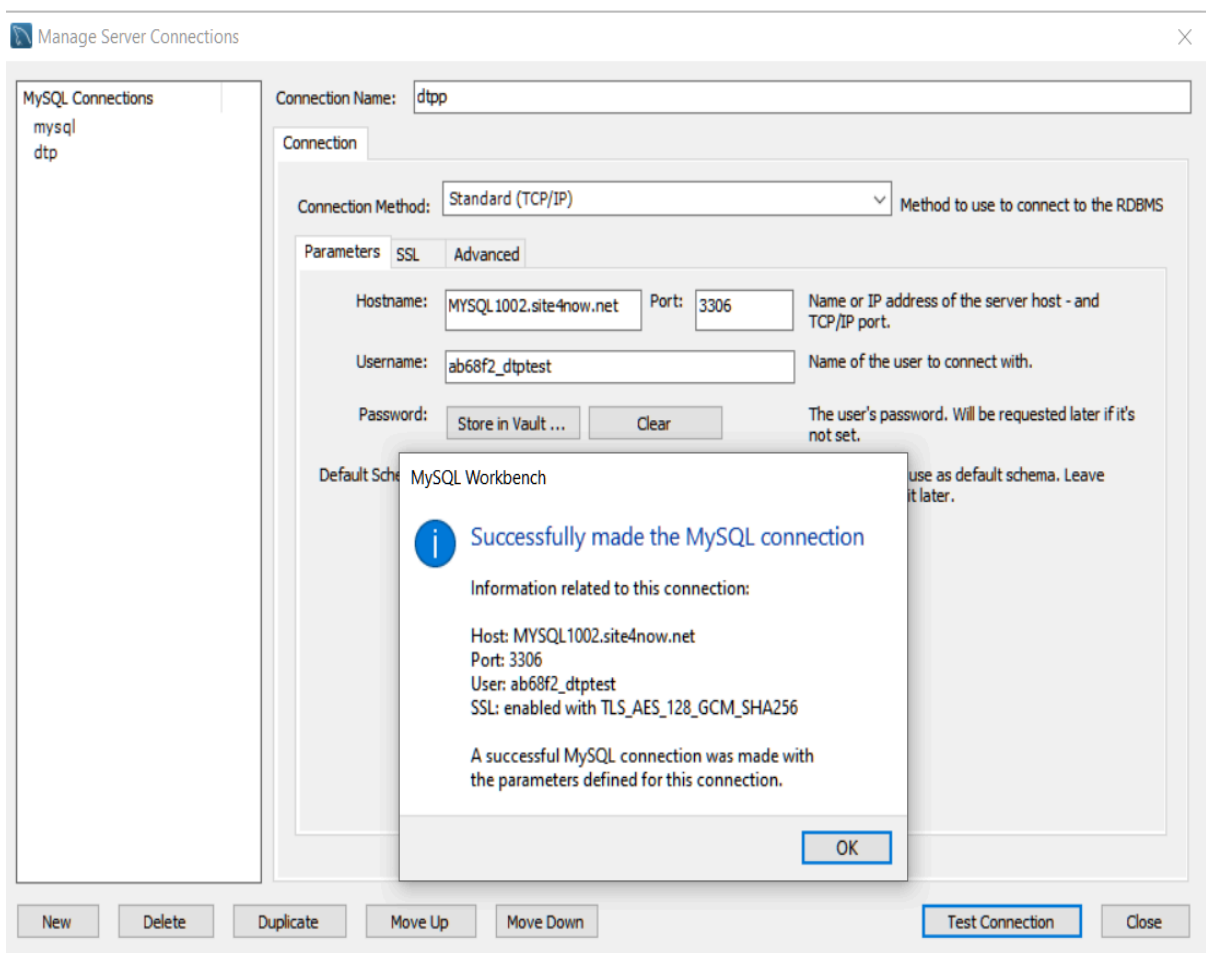 Manage Server Connections
MySQL Connections
mysql
dtp
Connection Name: dtpp
Connection
Connection Method: Standard (TCP/IP) Method to use to connect to the RDBMS
Parameters SSL Advanced
Hostname: MYSQL1002.site4now.net Port: 3306 Name or IP address of the server host - and
TCP/IP port.
Username: ab68f2_dtptest Name of the user to connect with.
Password: Store in Vault ... Clear The user's password. Will be requested later if it's
not set.
Default Sche use as default schema. Leave
it later.
MySQL Workbench
Successfully made the MySQL connection
Information related to this connection:
Host: MYSQL1002.site4now.net
Port: 3306
User: ab68f2_dtptest
SSL: enabled with TLS_AES_128_GCM_SHA256
A successful MySQL connection was made with
the parameters defined for this connection.
OK
New Delete Duplicate Move Up Move Down Test Connection Close